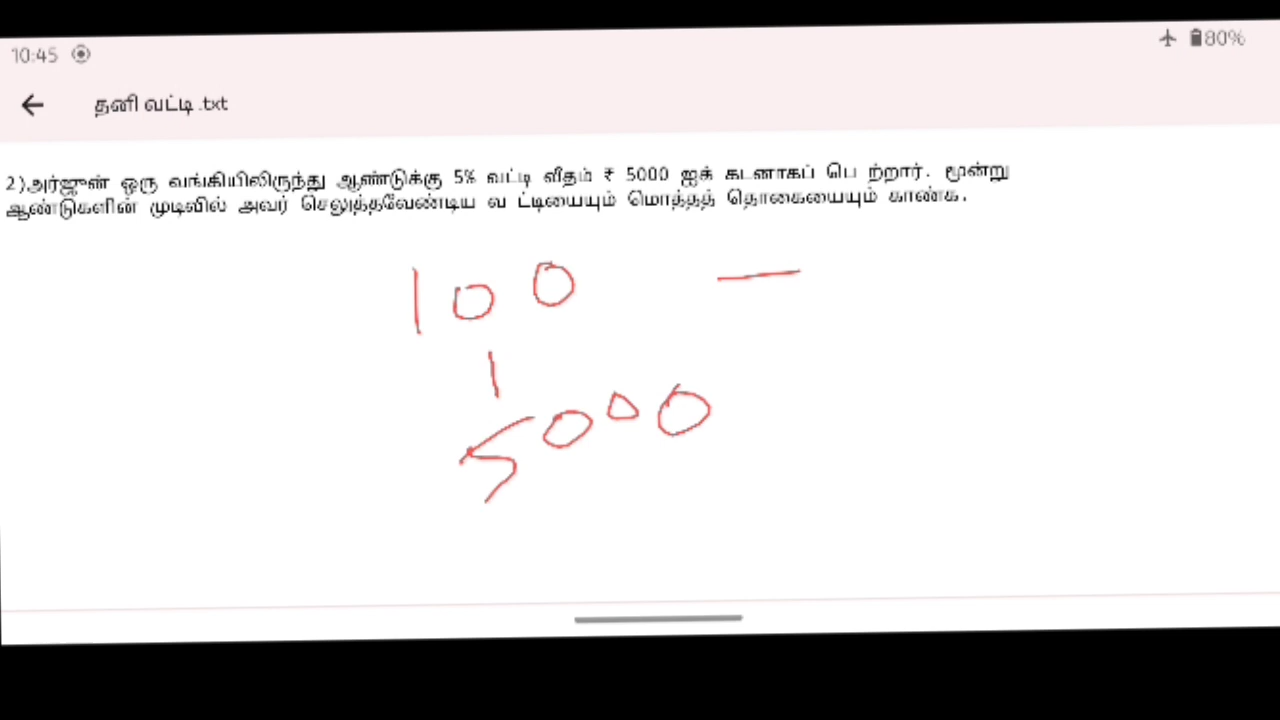 10:45 80%
தனி வட்டி .txt
2)அர்ஜுன் ஒரு வங்கியிலிருந்து ஆண்டுக்கு 5% வட்டி வீதம் ₹ 5000 ஐக் கடனாகப் பெ ற்றார். மூன்று
ஆண்டுகளின் முடிவில் அவர் செலுத்தவேண்டிய வ ட்டியையும் மொத்தத் தொகையையும் காண்க.
100 —
1
5000